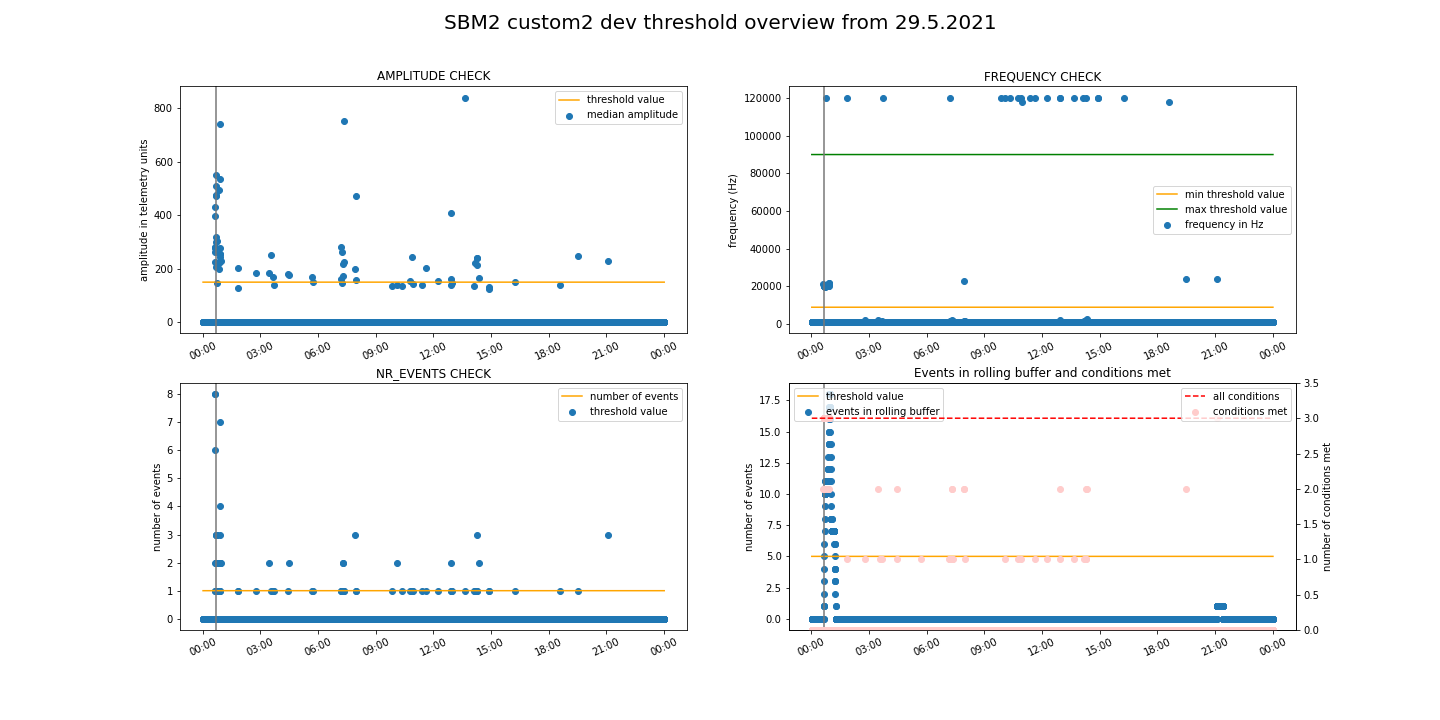 SBM2 custom2 dev threshold overview from 29.5.2021
AMPLITUDE CHECK
amplitude in telemetry units
800
600
400
200
0
threshold value
median amplitude
00:00 03:00 06:00 09:00 12:00 15:00 18:00 21:00 00:00
FREQUENCY CHECK
frequency (Hz)
120000
100000
80000
60000
40000
20000
0
min threshold value
max threshold value
frequency in Hz
00:00 03:00 06:00 09:00 12:00 15:00 18:00 21:00 00:00
NR_EVENTS CHECK
number of events
8
7
6
5
4
3
2
1
0
number of events
threshold value
00:00 03:00 06:00 09:00 12:00 15:00 18:00 21:00 00:00
Events in rolling buffer and conditions met
number of events
17.5
15.0
12.5
10.0
7.5
5.0
2.5
0.0
threshold value
events in rolling buffer
all conditions
conditions met
3.5
3.0
2.5
2.0
1.5
1.0
0.5
0.0
number of conditions met
00:00 03:00 06:00 09:00 12:00 15:00 18:00 21:00 00:00